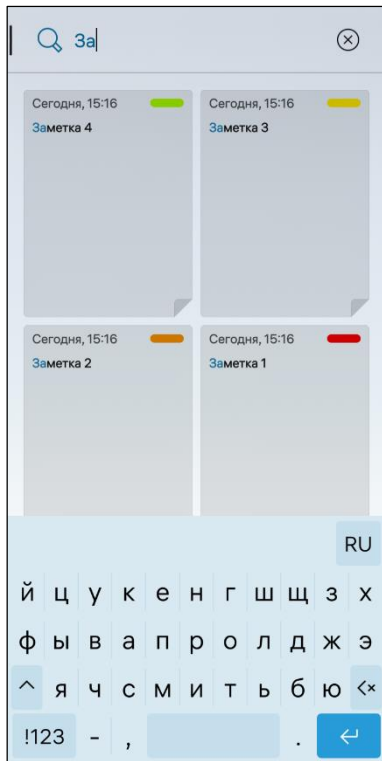 За
Сегодня, 15:16
Заметка 4
Сегодня, 15:16
Заметка 3
Сегодня, 15:16
Заметка 2
Сегодня, 15:16
Заметка 1
RU
й ц у к е н г ш щ з х
ф ы в а п р о л д ж э
я ч с м и т ь б ю
!123 - , .